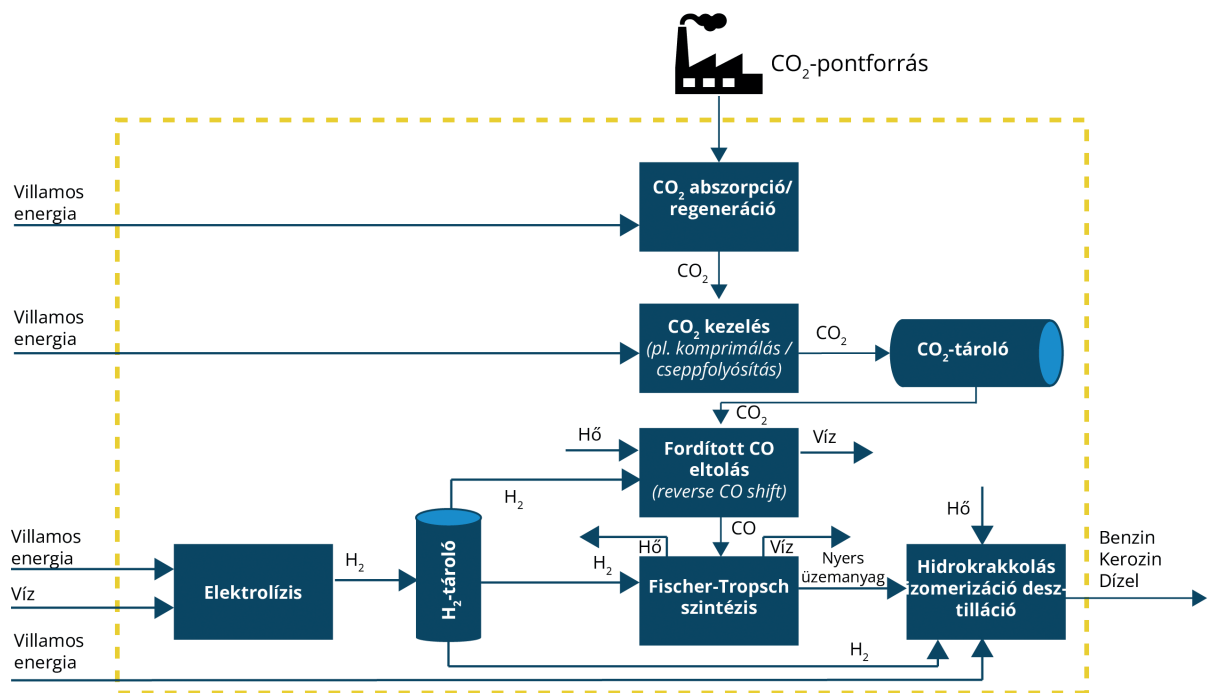 CO₂-pontforrás
Villamos
energia
CO₂ abszorpció/
regeneráció
CO₂
Villamos
energia
CO₂ kezelés
(pl. komprimálás /
cseppfolyósítás)
CO₂
CO₂-tároló
CO₂
Hő
Fordított CO
eltolás
(reverse CO shift)
Víz
H₂
CO
Hő
Víz
Hő
Villamos
energia
Víz
Elektrolízis
H₂
H₂-tároló
H₂
Fischer-Tropsch
szintézis
Nyers
üzemanyag
Hidrokrakkolás
izomerizáció desz-
tilláció
Benzin
Kerozin
Dízel
Villamos
energia
H₂